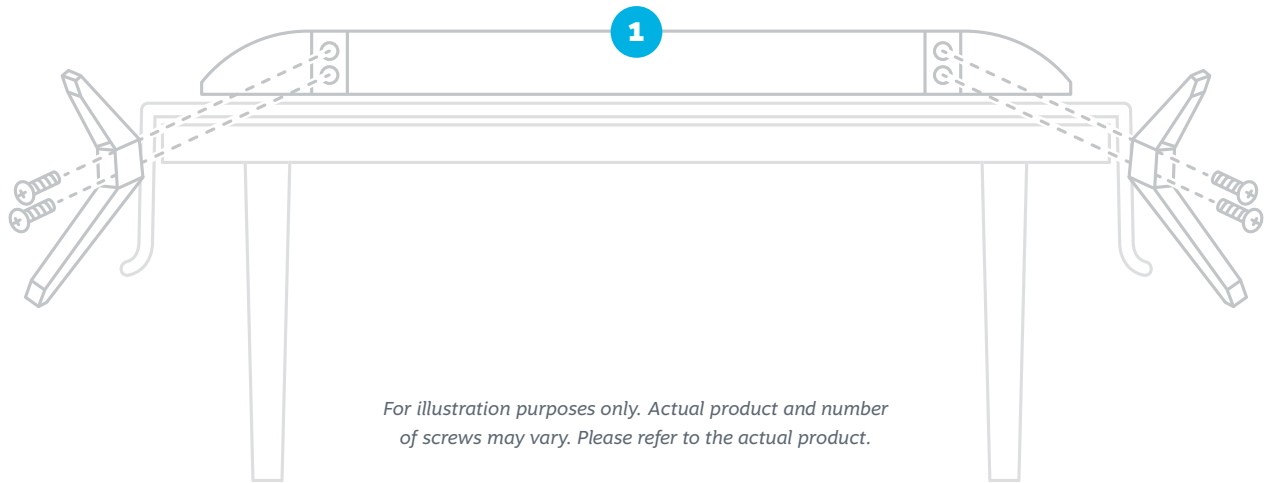 1
For illustration purposes only. Actual product and number
of screws may vary. Please refer to the actual product.